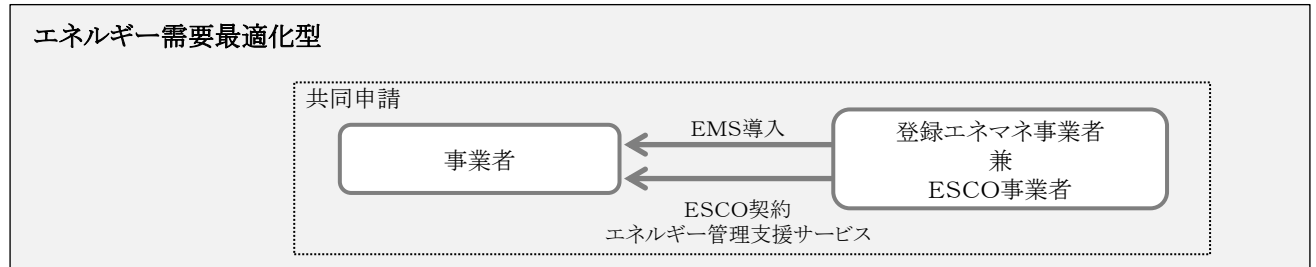 エネルギー需要最適化型
共同申請
事業者
EMS導入
ESCO契約
エネルギー管理支援サービス
登録エネマネ事業者
兼
ESCO事業者